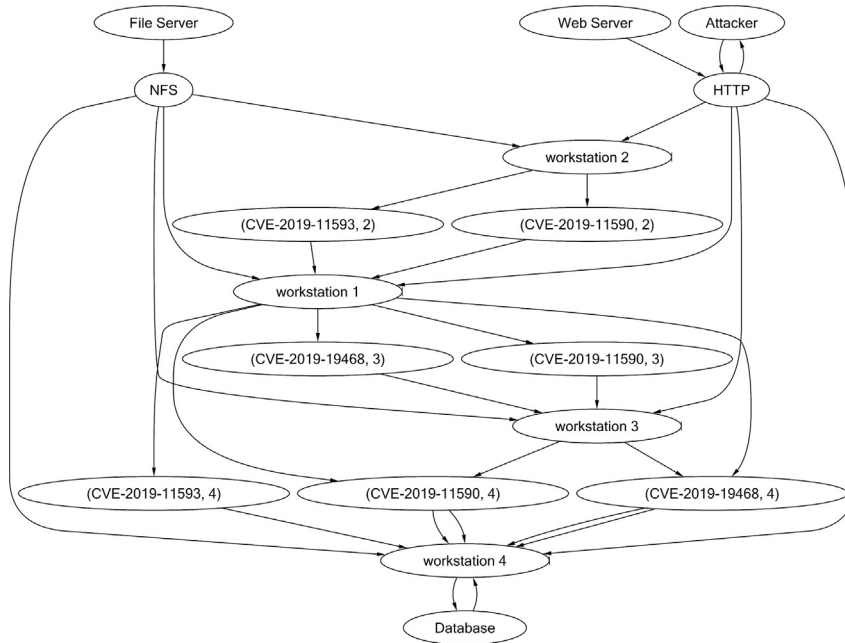 File Server
Web Server
Attacker
NFS
HTTP
workstation 2
(CVE-2019-11593, 2)
(CVE-2019-11590, 2)
workstation 1
(CVE-2019-19468, 3)
(CVE-2019-11590, 3)
workstation 3
(CVE-2019-11593, 4)
(CVE-2019-11590, 4)
(CVE-2019-19468, 4)
workstation 4
Database